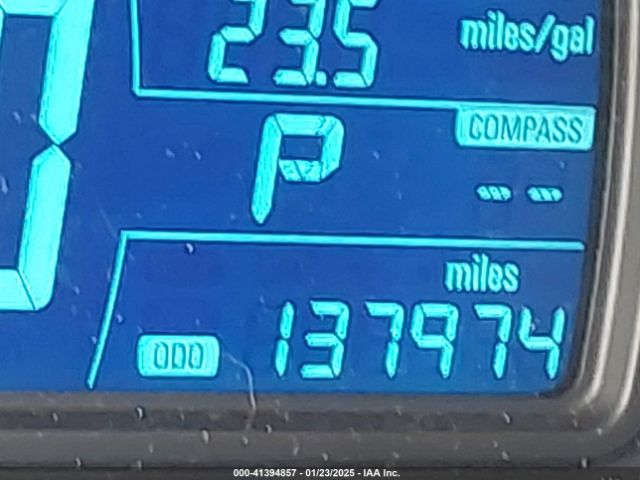 23.5 miles/gal
COMPASS
P
-- --
miles
ODO 137974
000-41394857 - 01/23/2025 - IAA Inc.